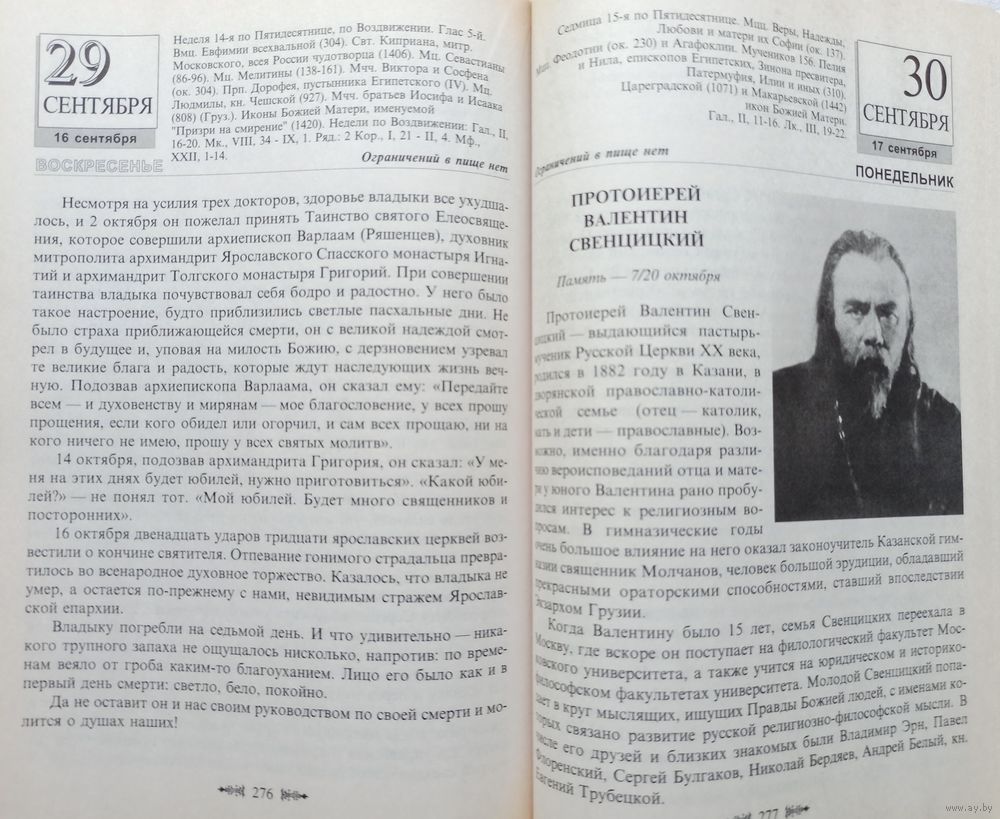 29
СЕНТЯБРЯ
16 сентября
ВОСКРЕСЕНЬЕ
Неделя 14-я по Пятидесятнице, по Воздвижении. Глас 5-й.
Вмц. Евфимии всехвальной (304). Свт. Киприана, митр.
Московского, всея России чудотворца (1406). Мц. Севастианы
(86-96). Мц. Мелитины (138-161). Мчч. Виктора и Сосфена
(ок. 304). Прп. Дорофея, пустынника Египетского (IV). Мц.
Людмилы, кн. Чешской (927). Мчч. братьев Иосифа и Исаака
(808) (Груз.). Иконы Божией Матери, именуемой
"Призри на смирение" (1420). Недели по Воздвижении: Гал., II,
16-20. Мк., VIII, 34 - IX, 1. Ряд.: 2 Кор., I, 21 - II, 4. Мф.,
XXII, 1-14.
Ограничений в пище нет
Несмотря на усилия трех докторов, здоровье владыки все ухудша-
лось, и 2 октября он пожелал принять Таинство святого Елеосвяще-
ния, которое совершили архиепископ Варлаам (Ряшенцев), духовник
митрополита архимандрит Ярославского Спасского монастыря Игна-
тий и архимандрит Толгского монастыря Григорий. При совершении
таинства владыка почувствовал себя бодро и радостно. У него было
такое настроение, будто приблизились светлые пасхальные дни. Не
было страха приближающейся смерти, он с великой надеждой смот-
рел в будущее и, уповая на милость Божию, с дерзновением узревал
те великие блага и радость, которые ждут наследующих жизнь веч-
ную. Подозвав архиепископа Варлаама, он сказал ему: «Передайте
всем — и духовенству и мирянам — мое благословение, у всех прошу
прощения, если кого обидел или огорчил, и сам всех прощаю, ни на
кого ничего не имею, прошу у всех святых молитв».
14 октября, подозвав архимандрита Григория, он сказал: «У ме-
ня на этих днях будет юбилей, нужно приготовиться». «Какой юби-
лей?» — не понял тот. «Мой юбилей. Будет много священников и
посторонних».
16 октября двенадцать ударов тридцати ярославских церквей воз-
вестили о кончине святителя. Отпевание гонимого страдальца превра-
тилось во всенародное духовное торжество. Казалось, что владыка не
умер, а остается по-прежнему с нами, невидимым стражем Ярослав-
ской епархии.
Владыку погребли на седьмой день. И что удивительно — ника-
кого трупного запаха не ощущалось нисколько, напротив: по време-
нам веяло от гроба каким-то благоуханием. Лицо его было как и в
первый день смерти: светло, бело, покойно.
Да не оставит он и нас своим руководством по своей смерти и мо-
лится о душах наших!
276
Седмица 15-я по Пятидесятнице. Мцц. Веры, Надежды,
Любови и матери их Софии (ок. 137).
Мцц. Феодотии (ок. 230) и Агафоклии. Мучеников 156. Пелия
и Нила, епископов Египетских, Зинона пресвитера,
Патермуфия, Илии и иных (310).
Цареградской (1071) и Макарьевской (1442)
икон Божией Матери.
Гал., II, 11-16. Лк., III, 19-22.
Ограничений в пище нет
30
СЕНТЯБРЯ
17 сентября
ПОНЕДЕЛЬНИК
ПРОТОИЕРЕЙ
ВАЛЕНТИН
СВЕНЦИЦКИЙ
Память — 7/20 октября
Протоиерей Валентин Свен-
цицкий — выдающийся пастырь-
мученик Русской Церкви XX века,
родился в 1882 году в Казани, в
дворянской православно-католи-
ческой семье (отец — католик,
мать и дети — православные). Воз-
можно, именно благодаря разли-
чию вероисповеданий отца и мате-
ри у юного Валентина рано пробу-
дился интерес к религиозным во-
просам. В гимназические годы
очень большое влияние на него оказал законоучитель Казанской гим-
назии священник Молчанов, человек большой эрудиции, обладавший
прекрасными ораторскими способностями, ставший впоследствии
Экзархом Грузии.
Когда Валентину было 15 лет, семья Свенцицких переехала в
Москву, где вскоре он поступает на филологический факультет Мос-
ковского университета, а также учится на юридическом и историко-
философском факультетах университета. Молодой Свенцицкий попа-
дает в круг мыслящих, ищущих Правды Божией людей, с именами ко-
торых связано развитие русской религиозно-философской мысли. В
числе его друзей и близких знакомых были Владимир Эрн, Павел
Флоренский, Сергей Булгаков, Николай Бердяев, Андрей Белый, кн.
Евгений Трубецкой.
277
www.ay.by